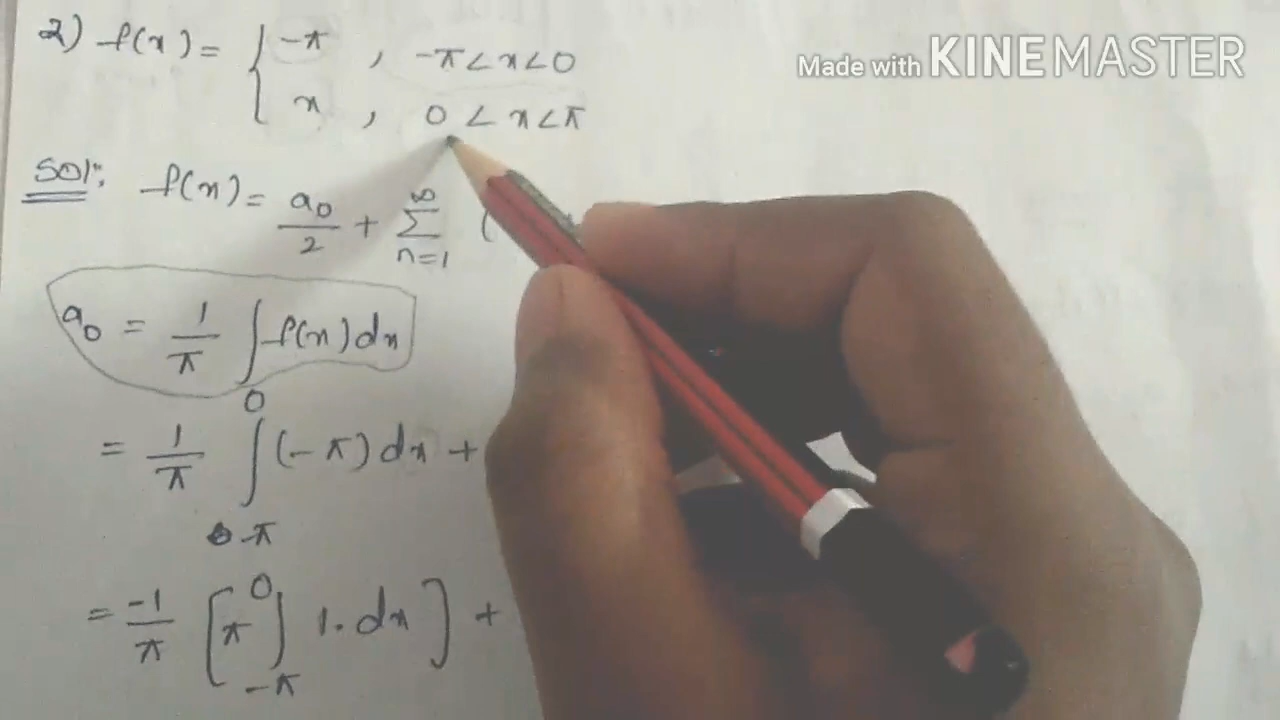 2) f(x) = { -π , -π<x<0
Made with KINEMASTER
x , 0 < x<π
Sol: f(x) = a₀/2 + ∞ Σ n=1 (
a₀ = 1/π ∫ f(x) dx
= 1/π ∫ 0 -π (-π) dx +
= -1/π [ π ∫ 0 -π 1. dx ] +